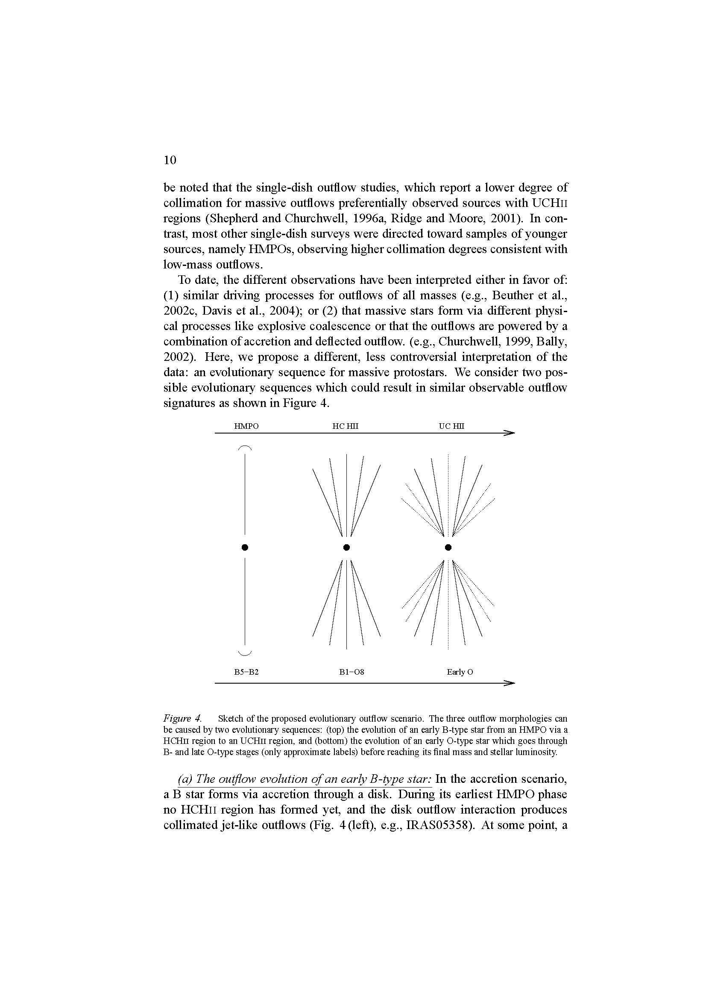 10
be noted that the single-dish outflow studies, which report a lower degree of
collimation for massive outflows preferentially observed sources with UCHII
regions (Shepherd and Churchwell, 1996a, Ridge and Moore, 2001). In con-
trast, most other single-dish surveys were directed toward samples of younger
sources, namely HMPOs, observing higher collimation degrees consistent with
low-mass outflows.
To date, the different observations have been interpreted either in favor of:
(1) similar driving processes for outflows of all masses (e.g., Beuther et al.,
2002c, Davis et al., 2004); or (2) that massive stars form via different physi-
cal processes like explosive coalescence or that the outflows are powered by a
combination of accretion and deflected outflow. (e.g., Churchwell, 1999, Bally,
2002). Here, we propose a different, less controversial interpretation of the
data: an evolutionary sequence for massive protostars. We consider two pos-
sible evolutionary sequences which could result in similar observable outflow
signatures as shown in Figure 4.
HMPO HC HII UC HII
B5−B2 B1−O8 Early O
Figure 4. Sketch of the proposed evolutionary outflow scenario. The three outflow morphologies can
be caused by two evolutionary sequences: (top) the evolution of an early B-type star from an HMPO via a
HCHII region to an UCHII region, and (bottom) the evolution of an early O-type star which goes through
B- and late O-type stages (only approximate labels) before reaching its final mass and stellar luminosity.
(a) The outflow evolution of an early B-type star: In the accretion scenario,
a B star forms via accretion through a disk. During its earliest HMPO phase
no HCHII region has formed yet, and the disk outflow interaction produces
collimated jet-like outflows (Fig. 4 (left), e.g., IRAS05358). At some point, a